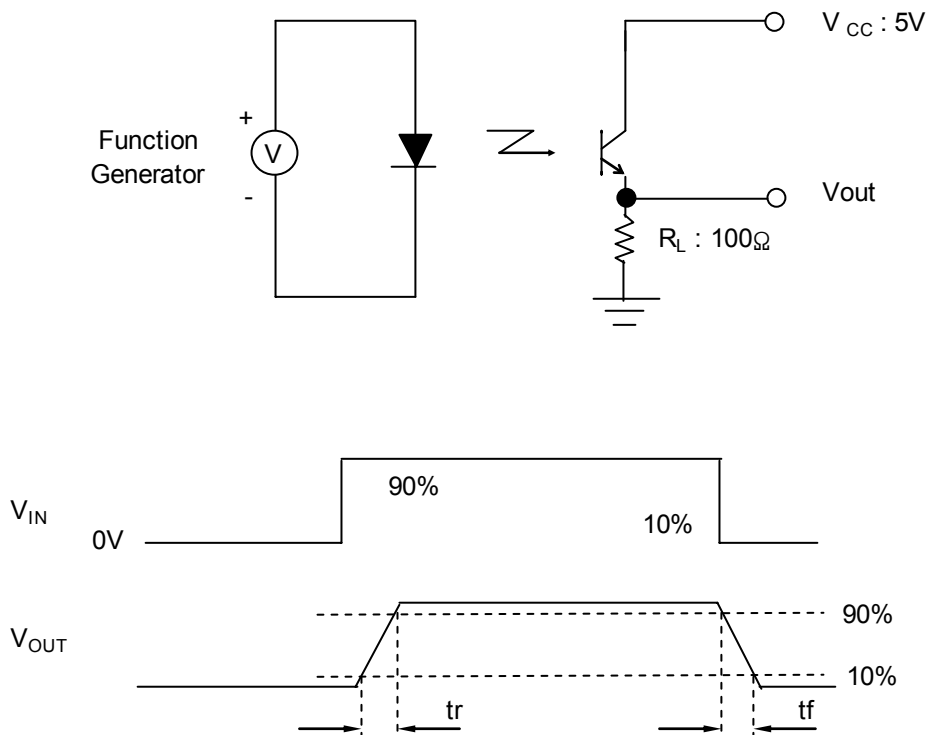 V CC : 5V
+
Function
Generator
V
-
Vout
RL : 100Ω
90%
VIN
10%
0V
90%
VOUT
10%
tr
tf